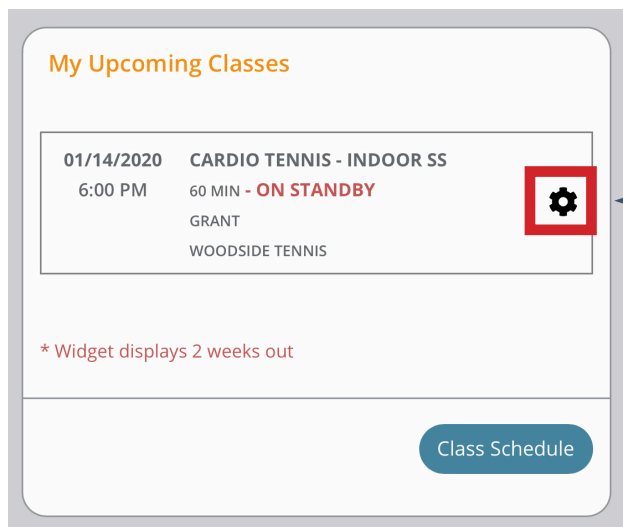 My Upcoming Classes
01/14/2020 CARDIO TENNIS - INDOOR SS
6:00 PM 60 MIN - ON STANDBY
GRANT
WOODSIDE TENNIS
* Widget displays 2 weeks out
Class Schedule